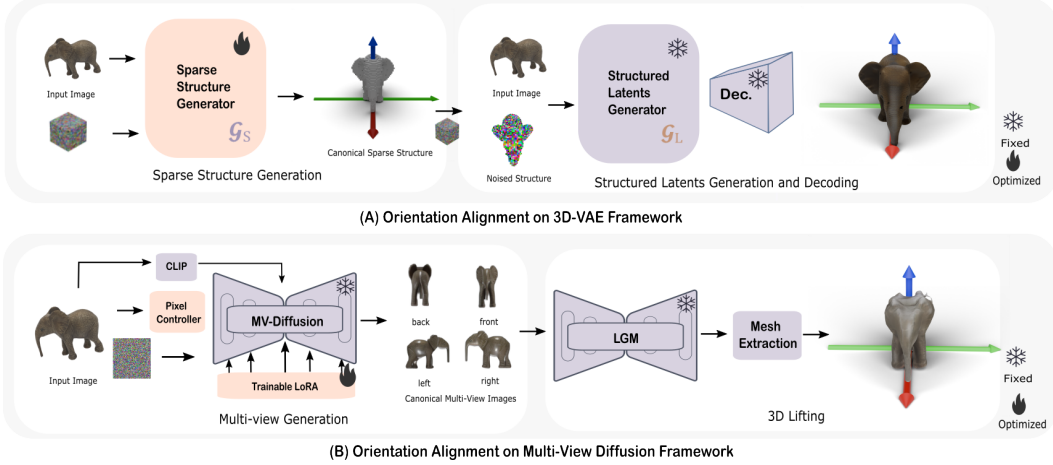 Input Image
Sparse
Structure
Generator
𝒢S
Canonical Sparse Structure
Sparse Structure Generation
Input Image
Noised Structure
Structured
Latents
Generator
𝒢L
Dec.
Structured Latents Generation and Decoding
Fixed
Optimized
(A) Orientation Alignment on 3D-VAE Framework
CLIP
Pixel
Controller
Input Image
MV-Diffusion
Trainable LoRA
Multi-view Generation
back
front
left
right
Canonical Multi-View Images
LGM
Mesh
Extraction
3D Lifting
Fixed
Optimized
(B) Orientation Alignment on Multi-View Diffusion Framework